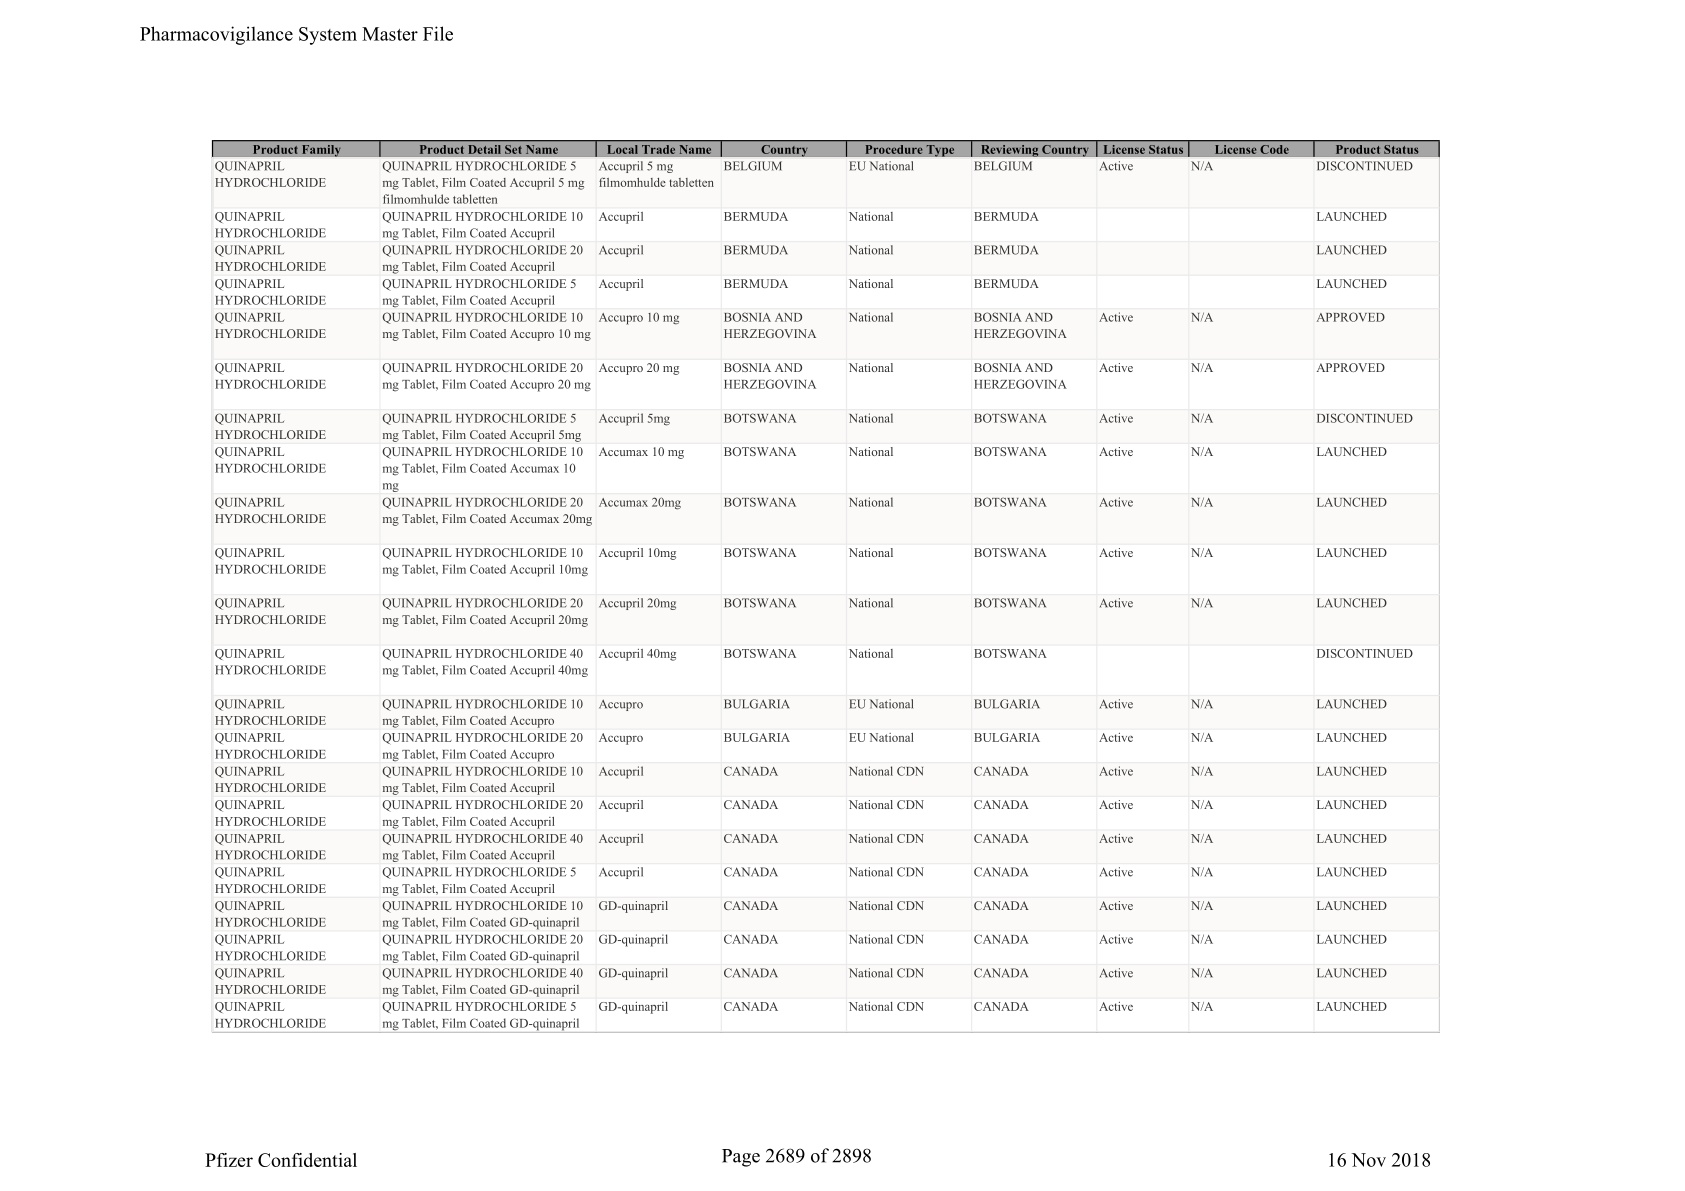 Pharmacovigilance System Master File
Product Family Product Detail Set Name Local Trade Name Country Procedure Type Reviewing Country License Status License Code Product Status
QUINAPRIL QUINAPRIL HYDROCHLORIDE 5 Accupril 5 mg BELGIUM EU National BELGIUM Active N/A DISCONTINUED
HYDROCHLORIDE mg Tablet, Film Coated Accupril 5 mg filmomhulde tabletten
filmomhulde tabletten
QUINAPRIL QUINAPRIL HYDROCHLORIDE 10 Accupril BERMUDA National BERMUDA LAUNCHED
HYDROCHLORIDE mg Tablet, Film Coated Accupril
QUINAPRIL QUINAPRIL HYDROCHLORIDE 20 Accupril BERMUDA National BERMUDA LAUNCHED
HYDROCHLORIDE mg Tablet, Film Coated Accupril
QUINAPRIL QUINAPRIL HYDROCHLORIDE 5 Accupril BERMUDA National BERMUDA LAUNCHED
HYDROCHLORIDE mg Tablet, Film Coated Accupril
QUINAPRIL QUINAPRIL HYDROCHLORIDE 10 Accupro 10 mg BOSNIA AND National BOSNIA AND Active N/A APPROVED
HYDROCHLORIDE mg Tablet, Film Coated Accupro 10 mg HERZEGOVINA HERZEGOVINA
QUINAPRIL QUINAPRIL HYDROCHLORIDE 20 Accupro 20 mg BOSNIA AND National BOSNIA AND Active N/A APPROVED
HYDROCHLORIDE mg Tablet, Film Coated Accupro 20 mg HERZEGOVINA HERZEGOVINA
QUINAPRIL QUINAPRIL HYDROCHLORIDE 5 Accupril 5mg BOTSWANA National BOTSWANA Active N/A DISCONTINUED
HYDROCHLORIDE mg Tablet, Film Coated Accupril 5mg
QUINAPRIL QUINAPRIL HYDROCHLORIDE 10 Accumax 10 mg BOTSWANA National BOTSWANA Active N/A LAUNCHED
HYDROCHLORIDE mg Tablet, Film Coated Accumax 10
mg
QUINAPRIL QUINAPRIL HYDROCHLORIDE 20 Accumax 20mg BOTSWANA National BOTSWANA Active N/A LAUNCHED
HYDROCHLORIDE mg Tablet, Film Coated Accumax 20mg
QUINAPRIL QUINAPRIL HYDROCHLORIDE 10 Accupril 10mg BOTSWANA National BOTSWANA Active N/A LAUNCHED
HYDROCHLORIDE mg Tablet, Film Coated Accupril 10mg
QUINAPRIL QUINAPRIL HYDROCHLORIDE 20 Accupril 20mg BOTSWANA National BOTSWANA Active N/A LAUNCHED
HYDROCHLORIDE mg Tablet, Film Coated Accupril 20mg
QUINAPRIL QUINAPRIL HYDROCHLORIDE 40 Accupril 40mg BOTSWANA National BOTSWANA DISCONTINUED
HYDROCHLORIDE mg Tablet, Film Coated Accupril 40mg
QUINAPRIL QUINAPRIL HYDROCHLORIDE 10 Accupro BULGARIA EU National BULGARIA Active N/A LAUNCHED
HYDROCHLORIDE mg Tablet, Film Coated Accupro
QUINAPRIL QUINAPRIL HYDROCHLORIDE 20 Accupro BULGARIA EU National BULGARIA Active N/A LAUNCHED
HYDROCHLORIDE mg Tablet, Film Coated Accupro
QUINAPRIL QUINAPRIL HYDROCHLORIDE 10 Accupril CANADA National CDN CANADA Active N/A LAUNCHED
HYDROCHLORIDE mg Tablet, Film Coated Accupril
QUINAPRIL QUINAPRIL HYDROCHLORIDE 20 Accupril CANADA National CDN CANADA Active N/A LAUNCHED
HYDROCHLORIDE mg Tablet, Film Coated Accupril
QUINAPRIL QUINAPRIL HYDROCHLORIDE 40 Accupril CANADA National CDN CANADA Active N/A LAUNCHED
HYDROCHLORIDE mg Tablet, Film Coated Accupril
QUINAPRIL QUINAPRIL HYDROCHLORIDE 5 Accupril CANADA National CDN CANADA Active N/A LAUNCHED
HYDROCHLORIDE mg Tablet, Film Coated Accupril
QUINAPRIL QUINAPRIL HYDROCHLORIDE 10 GD-quinapril CANADA National CDN CANADA Active N/A LAUNCHED
HYDROCHLORIDE mg Tablet, Film Coated GD-quinapril
QUINAPRIL QUINAPRIL HYDROCHLORIDE 20 GD-quinapril CANADA National CDN CANADA Active N/A LAUNCHED
HYDROCHLORIDE mg Tablet, Film Coated GD-quinapril
QUINAPRIL QUINAPRIL HYDROCHLORIDE 40 GD-quinapril CANADA National CDN CANADA Active N/A LAUNCHED
HYDROCHLORIDE mg Tablet, Film Coated GD-quinapril
QUINAPRIL QUINAPRIL HYDROCHLORIDE 5 GD-quinapril CANADA National CDN CANADA Active N/A LAUNCHED
HYDROCHLORIDE mg Tablet, Film Coated GD-quinapril
Pfizer Confidential Page 2689 of 2898 16 Nov 2018